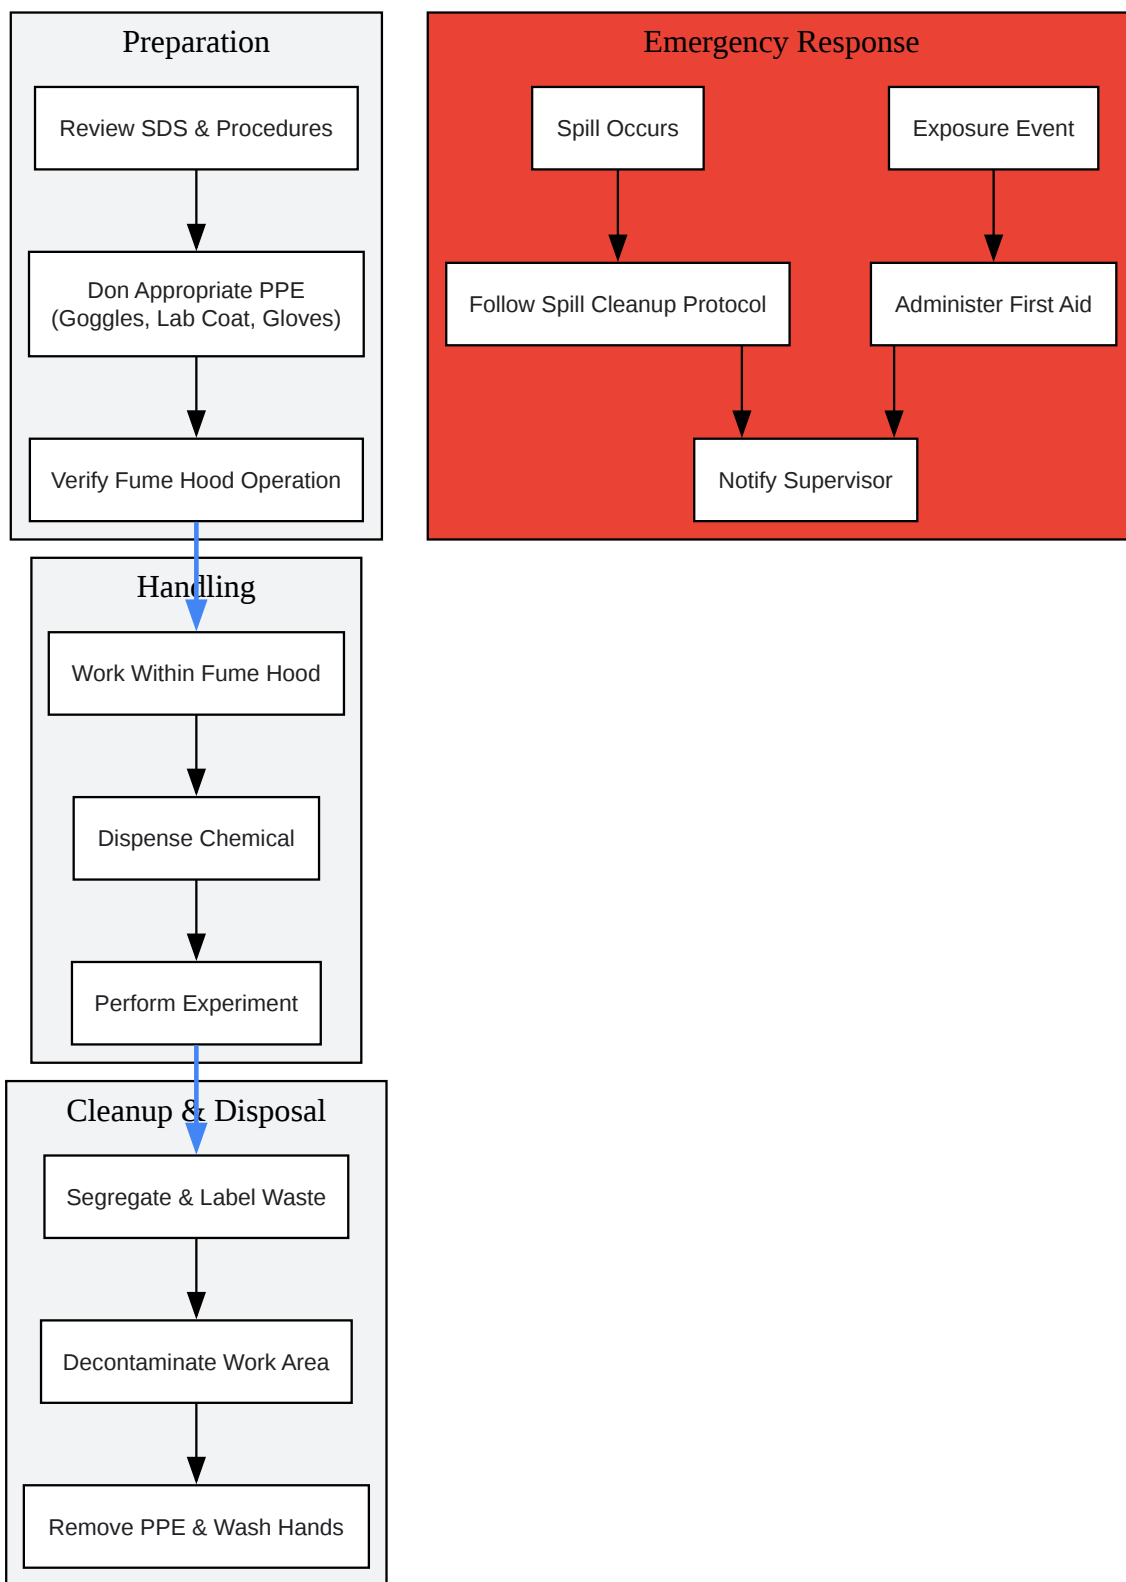 Preparation
Review SDS & Procedures
Don Appropriate PPE
(Goggles, Lab Coat, Gloves)
Verify Fume Hood Operation
Emergency Response
Spill Occurs
Exposure Event
Follow Spill Cleanup Protocol
Administer First Aid
Notify Supervisor
Handling
Work Within Fume Hood
Dispense Chemical
Perform Experiment
Cleanup & Disposal
Segregate & Label Waste
Decontaminate Work Area
Remove PPE & Wash Hands